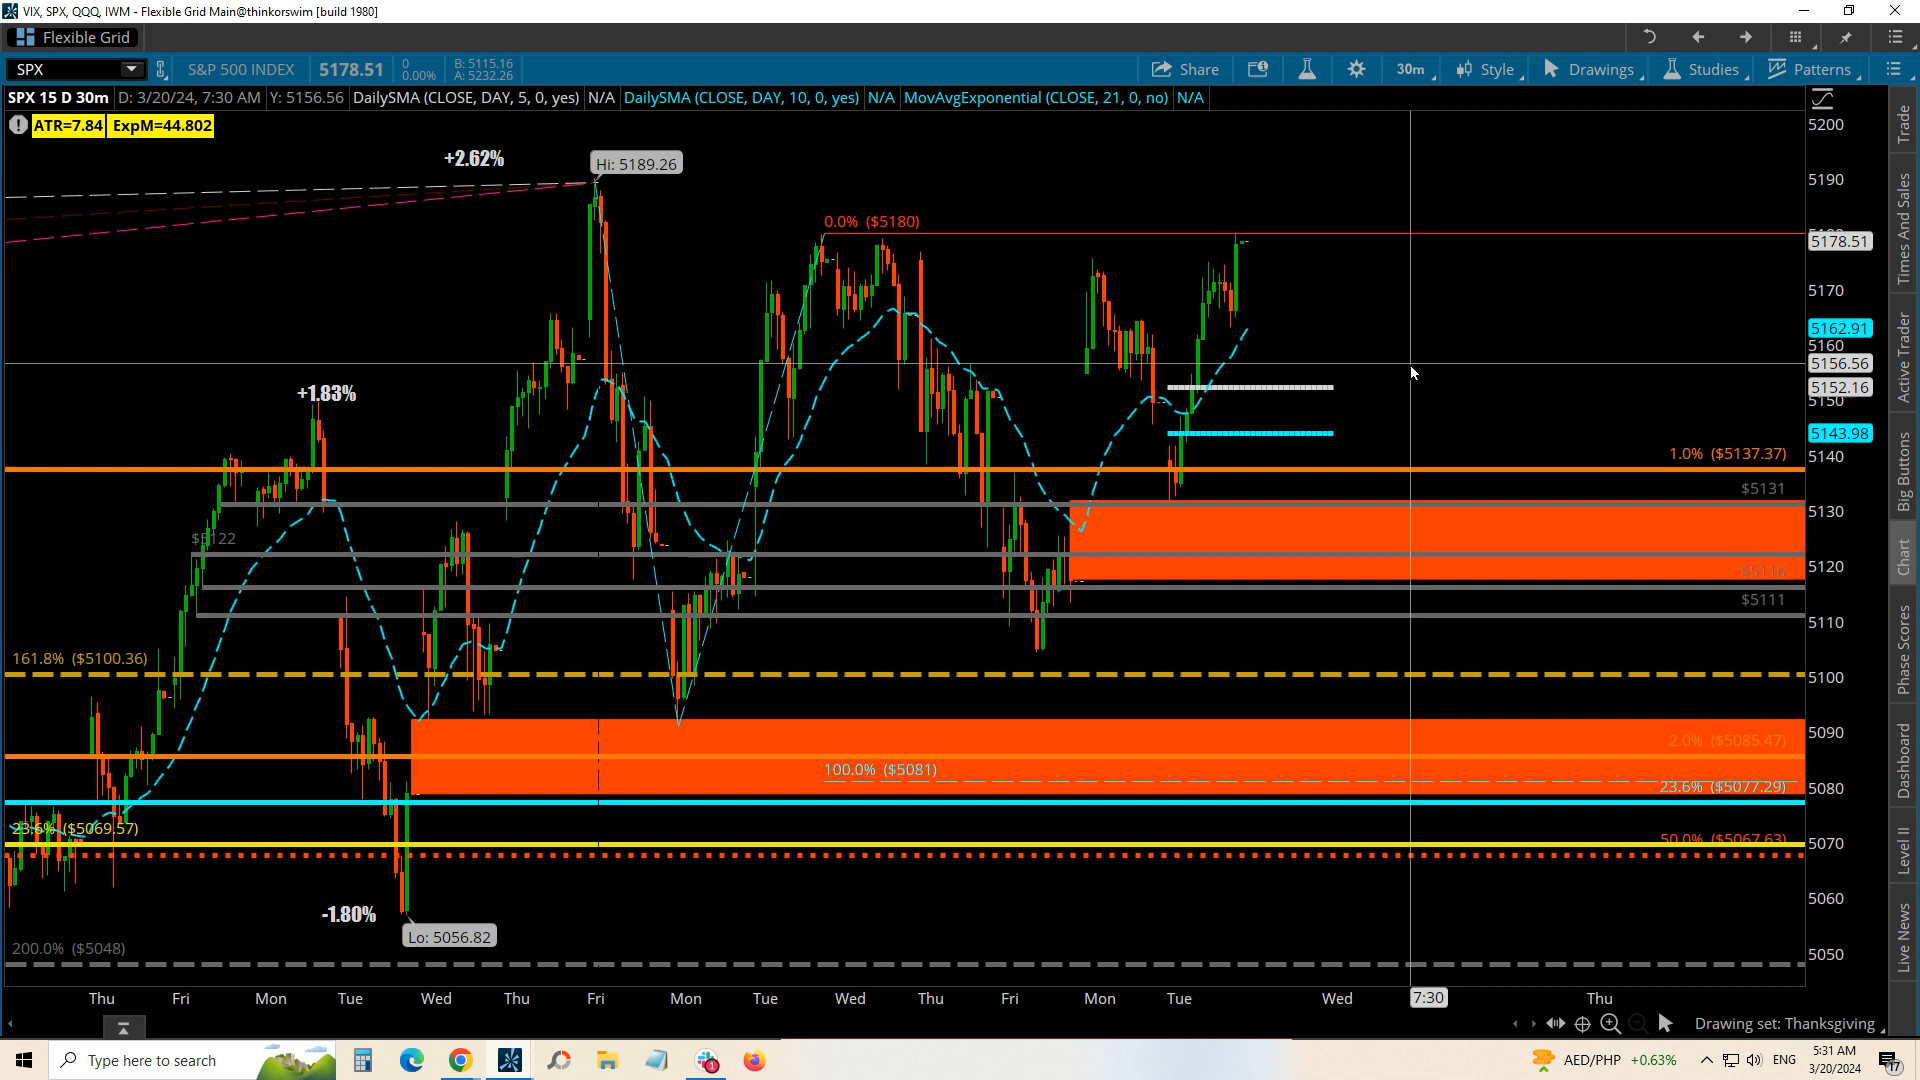 VIX, SPX, QQQ, IWM - Flexible Grid Main@thinkorswim [build 1980]
Flexible Grid
SPX S&P 500 INDEX 5178.51 0 0.00% B: 5115.16 A: 5232.26 Share 30m Style Drawings Studies Patterns
SPX 15 D 30m D: 3/20/24, 7:30 AM Y: 5156.56 DailySMA (CLOSE, DAY, 5, 0, yes) N/A DailySMA (CLOSE, DAY, 10, 0, yes) N/A MovAvgExponential (CLOSE, 21, 0, no) N/A
ATR=7.84 ExpM=44.802
5200
+2.62%
Hi: 5189.26
5190
0.0% ($5180)
5178.51
5170
5162.91
5160
5156.56
5152.16
+1.83%
5150
5143.98
1.0% ($5137.37)
5140
$5131
5130
$5122
5120
$5116
$5111
5110
161.8% ($5100.36)
5100
5090
2.0% ($5085.47)
100.0% ($5081)
5080
23.6% ($5077.29)
23.6% ($5069.57)
50.0% ($5067.63)
5070
5060
-1.80%
Lo: 5056.82
200.0% ($5048)
5050
Thu Fri Mon Tue Wed Thu Fri Mon Tue Wed Thu Fri Mon Tue Wed 7:30 Thu
Drawing set: Thanksgiving
Trade
Times And Sales
Active Trader
Big Buttons
Chart
Phase Scores
Dashboard
Level II
Live News
Type here to search
1
AED/PHP +0.63%
ENG
5:31 AM
3/20/2024
17